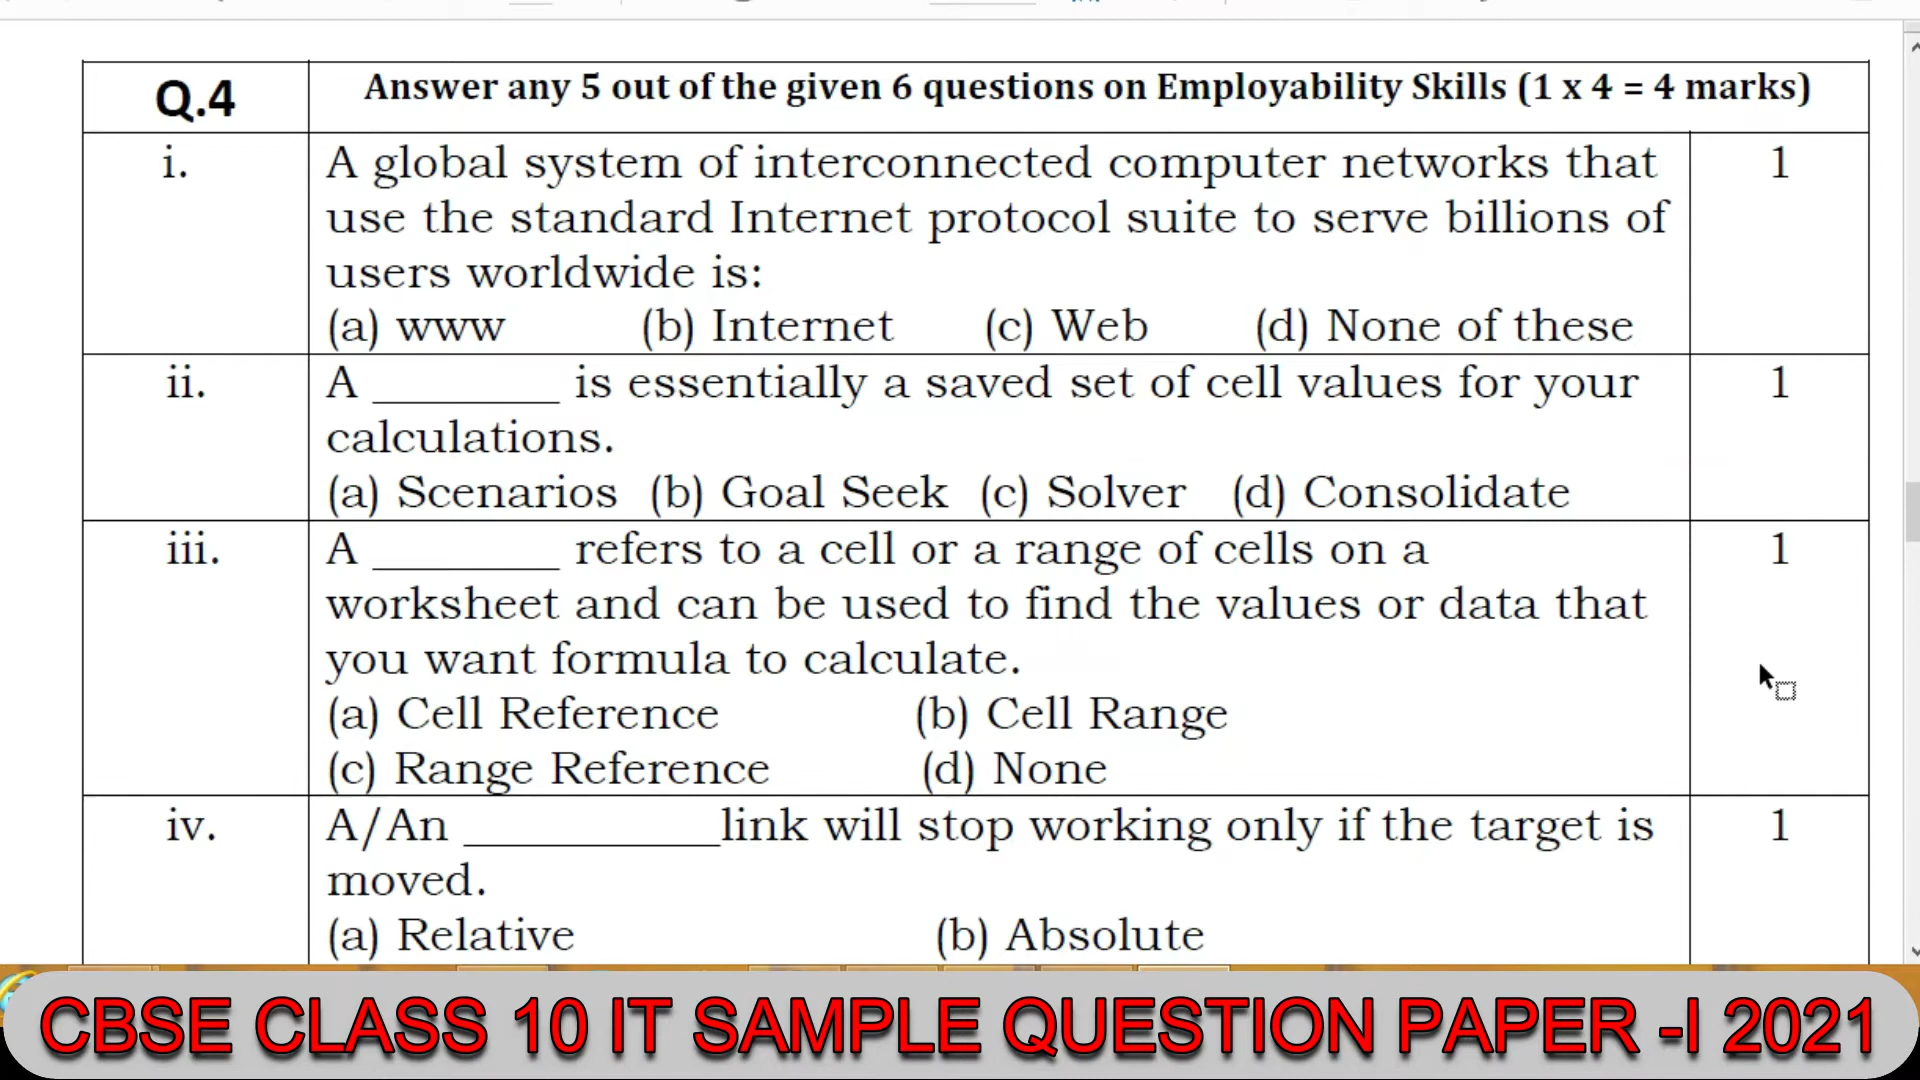 Q.4 Answer any 5 out of the given 6 questions on Employability Skills (1 x 4 = 4 marks)
i. A global system of interconnected computer networks that 1
use the standard Internet protocol suite to serve billions of
users worldwide is:
(a) www (b) Internet (c) Web (d) None of these
ii. A ________ is essentially a saved set of cell values for your 1
calculations.
(a) Scenarios (b) Goal Seek (c) Solver (d) Consolidate
iii. A ________ refers to a cell or a range of cells on a 1
worksheet and can be used to find the values or data that
you want formula to calculate.
(a) Cell Reference (b) Cell Range
(c) Range Reference (d) None
iv. A/An ___________link will stop working only if the target is 1
moved.
(a) Relative (b) Absolute
CBSE CLASS 10 IT SAMPLE QUESTION PAPER -I 2021